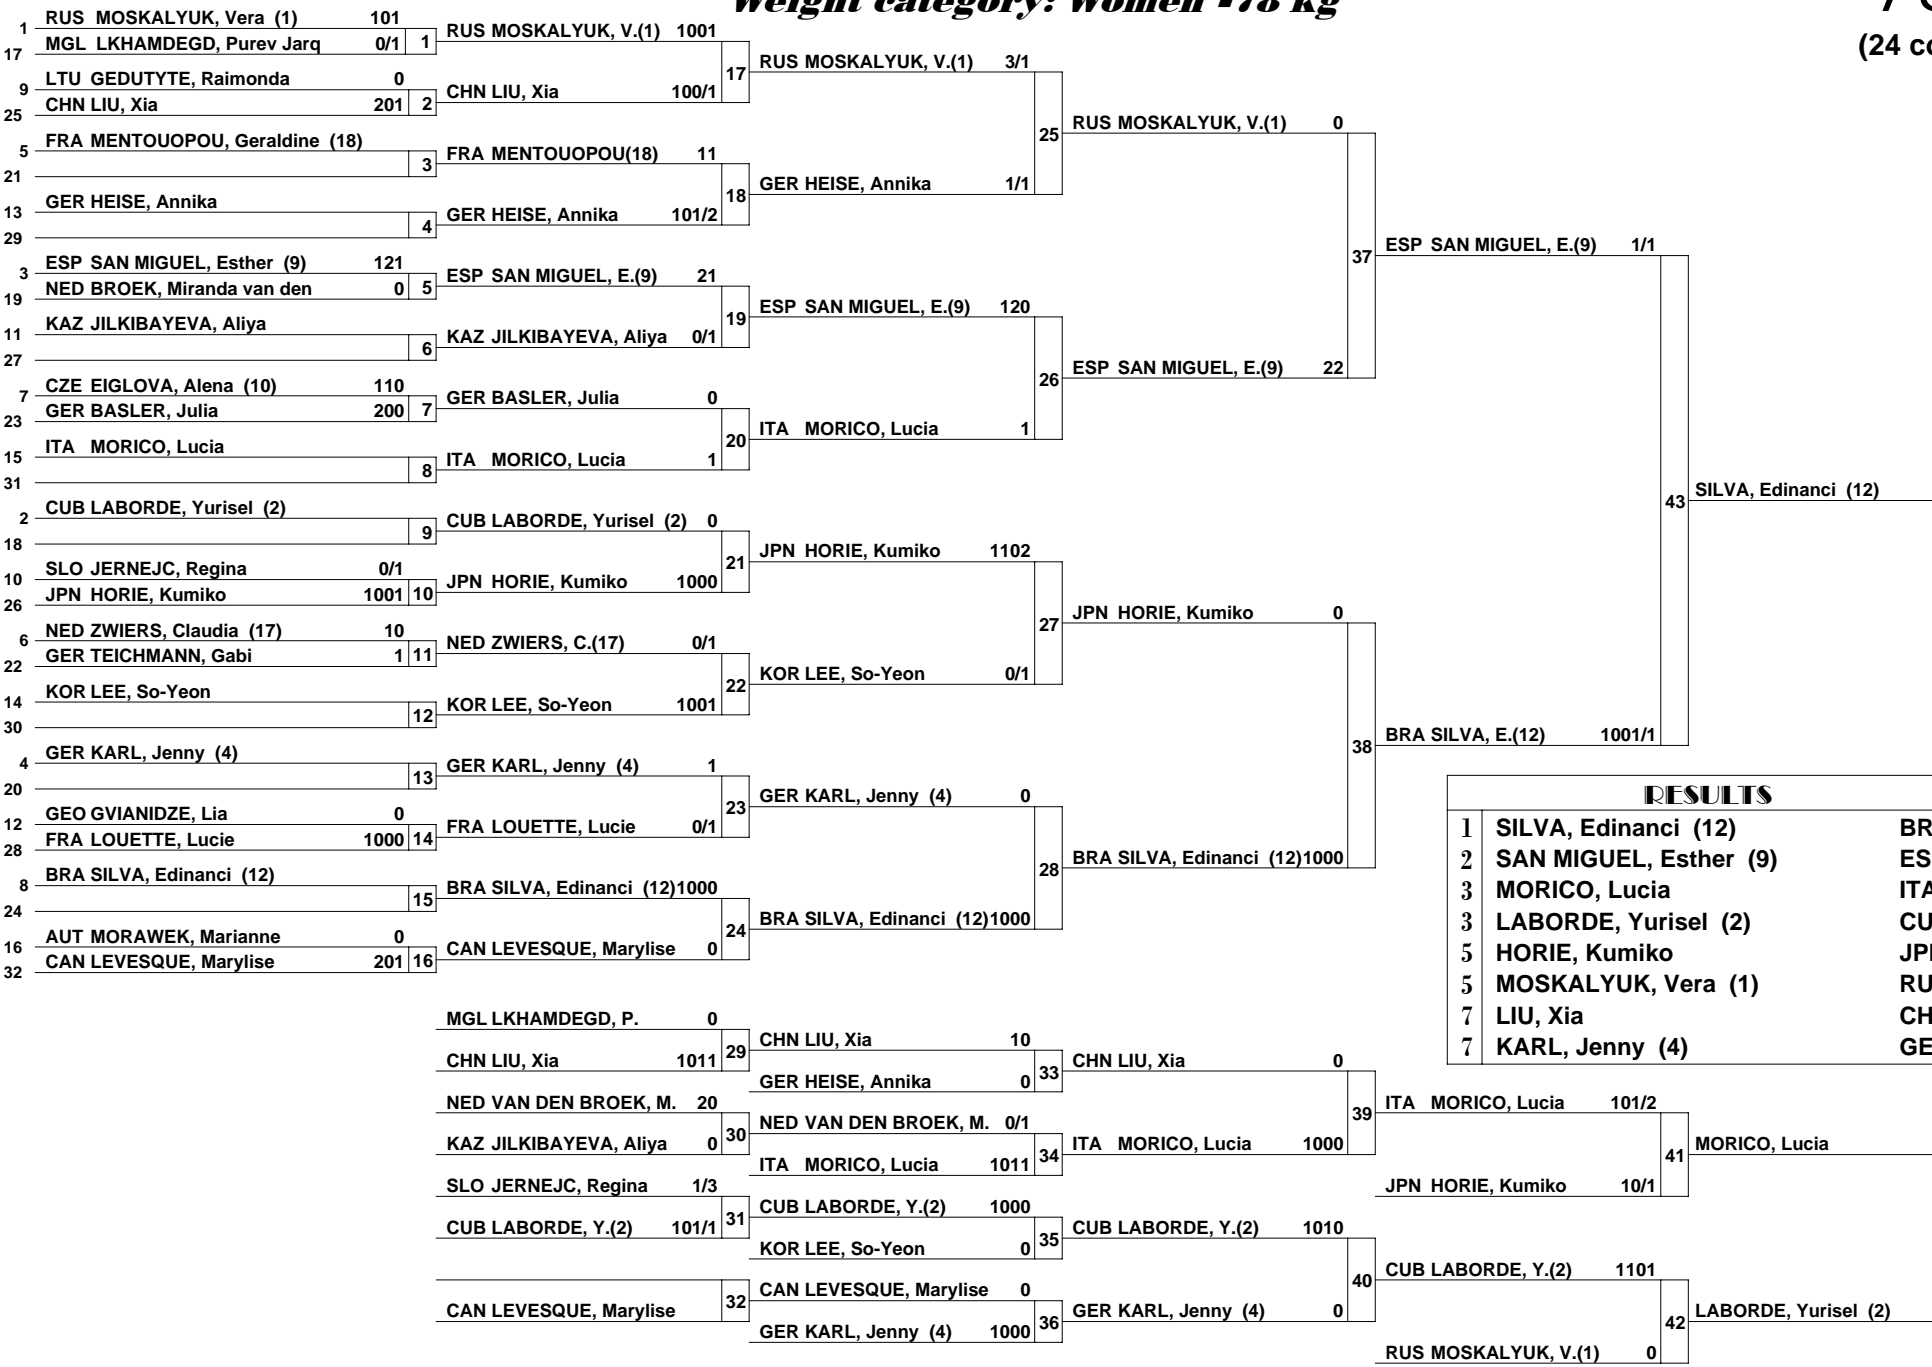 Weight category: Women -78 kg
(24
1 RUS MOSKALYUK, Vera (1) 101
17 MGL LKHAMDEGD, Purev Jarq 0/1 1
9 LTU GEDUTYTE, Raimonda 0
25 CHN LIU, Xia 201 2
5 FRA MENTOUOPOU, Geraldine (18)
21 3
13 GER HEISE, Annika
29 4
3 ESP SAN MIGUEL, Esther (9) 121
19 NED BROEK, Miranda van den 0 5
11 KAZ JILKIBAYEVA, Aliya
27 6
7 CZE EIGLOVA, Alena (10) 110
23 GER BASLER, Julia 200 7
15 ITA MORICO, Lucia
31 8
2 CUB LABORDE, Yurisel (2)
18 9
10 SLO JERNEJC, Regina 0/1
26 JPN HORIE, Kumiko 1001 10
6 NED ZWIERS, Claudia (17) 10
22 GER TEICHMANN, Gabi 1 11
14 KOR LEE, So-Yeon
30 12
4 GER KARL, Jenny (4)
20 13
12 GEO GVIANIDZE, Lia 0
28 FRA LOUETTE, Lucie 1000 14
8 BRA SILVA, Edinanci (12)
24 15
16 AUT MORAWEK, Marianne 0
32 CAN LEVESQUE, Marylise 201 16
RUS MOSKALYUK, V.(1) 1001
17
CHN LIU, Xia 100/1
FRA MENTOUOPOU(18) 11
18
GER HEISE, Annika 101/2
ESP SAN MIGUEL, E.(9) 21
19
KAZ JILKIBAYEVA, Aliya 0/1
GER BASLER, Julia 0
20
ITA MORICO, Lucia 1
CUB LABORDE, Yurisel (2) 0
21
JPN HORIE, Kumiko 1000
NED ZWIERS, C.(17) 0/1
22
KOR LEE, So-Yeon 1001
GER KARL, Jenny (4) 1
23
FRA LOUETTE, Lucie 0/1
BRA SILVA, Edinanci (12)1000
24
CAN LEVESQUE, Marylise 0
RUS MOSKALYUK, V.(1) 3/1
25
GER HEISE, Annika 1/1
ESP SAN MIGUEL, E.(9) 120
26
ITA MORICO, Lucia 1
JPN HORIE, Kumiko 1102
27
KOR LEE, So-Yeon 0/1
GER KARL, Jenny (4) 0
28
BRA SILVA, Edinanci (12)1000
RUS MOSKALYUK, V.(1) 0
37
ESP SAN MIGUEL, E.(9) 22
JPN HORIE, Kumiko 0
38
BRA SILVA, Edinanci (12)1000
ESP SAN MIGUEL, E.(9) 1/1
43
BRA SILVA, E.(12) 1001/1
SILVA, Edinanci (12)
RESULTS
1 SILVA, Edinanci (12) BR
2 SAN MIGUEL, Esther (9) ES
3 MORICO, Lucia ITA
3 LABORDE, Yurisel (2) CU
5 HORIE, Kumiko JP
5 MOSKALYUK, Vera (1) RU
7 LIU, Xia CH
7 KARL, Jenny (4) GE
MGL LKHAMDEGD, P. 0
29
CHN LIU, Xia 1011
NED VAN DEN BROEK, M. 20
30
KAZ JILKIBAYEVA, Aliya 0
SLO JERNEJC, Regina 1/3
31
CUB LABORDE, Y.(2) 101/1
32
CAN LEVESQUE, Marylise
CHN LIU, Xia 10
33
GER HEISE, Annika 0
NED VAN DEN BROEK, M. 0/1
34
ITA MORICO, Lucia 1011
CUB LABORDE, Y.(2) 1000
35
KOR LEE, So-Yeon 0
CAN LEVESQUE, Marylise 0
36
GER KARL, Jenny (4) 1000
CHN LIU, Xia 0
39
ITA MORICO, Lucia 1000
CUB LABORDE, Y.(2) 1010
40
GER KARL, Jenny (4) 0
ITA MORICO, Lucia 101/2
41
JPN HORIE, Kumiko 10/1
CUB LABORDE, Y.(2) 1101
42
RUS MOSKALYUK, V.(1) 0
MORICO, Lucia
LABORDE, Yurisel (2)